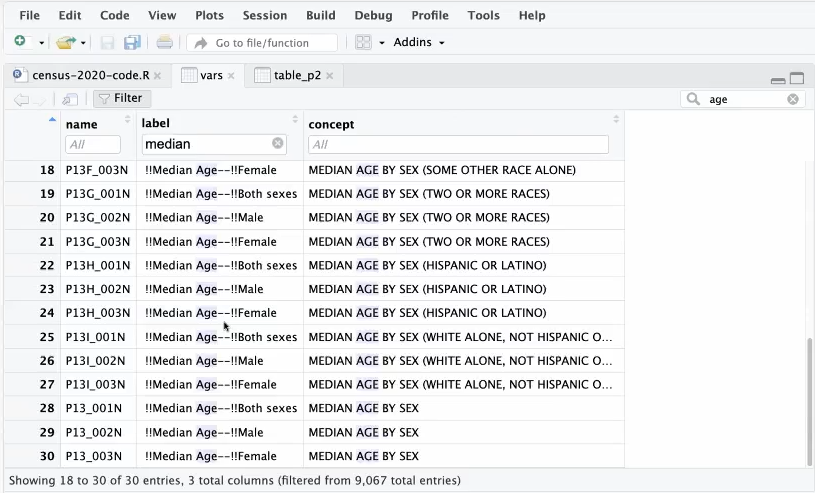 File Edit Code View Plots Session Build Debug Profile Tools Help
Go to file/function Addins
census-2020-code.R vars table_p2
Filter age
name label concept
All median All
18 P13F_003N !!Median Age--!!Female MEDIAN AGE BY SEX (SOME OTHER RACE ALONE)
19 P13G_001N !!Median Age--!!Both sexes MEDIAN AGE BY SEX (TWO OR MORE RACES)
20 P13G_002N !!Median Age--!!Male MEDIAN AGE BY SEX (TWO OR MORE RACES)
21 P13G_003N !!Median Age--!!Female MEDIAN AGE BY SEX (TWO OR MORE RACES)
22 P13H_001N !!Median Age--!!Both sexes MEDIAN AGE BY SEX (HISPANIC OR LATINO)
23 P13H_002N !!Median Age--!!Male MEDIAN AGE BY SEX (HISPANIC OR LATINO)
24 P13H_003N !!Median Age--!!Female MEDIAN AGE BY SEX (HISPANIC OR LATINO)
25 P13I_001N !!Median Age--!!Both sexes MEDIAN AGE BY SEX (WHITE ALONE, NOT HISPANIC O...
26 P13I_002N !!Median Age--!!Male MEDIAN AGE BY SEX (WHITE ALONE, NOT HISPANIC O...
27 P13I_003N !!Median Age--!!Female MEDIAN AGE BY SEX (WHITE ALONE, NOT HISPANIC O...
28 P13_001N !!Median Age--!!Both sexes MEDIAN AGE BY SEX
29 P13_002N !!Median Age--!!Male MEDIAN AGE BY SEX
30 P13_003N !!Median Age--!!Female MEDIAN AGE BY SEX
Showing 18 to 30 of 30 entries, 3 total columns (filtered from 9,067 total entries)